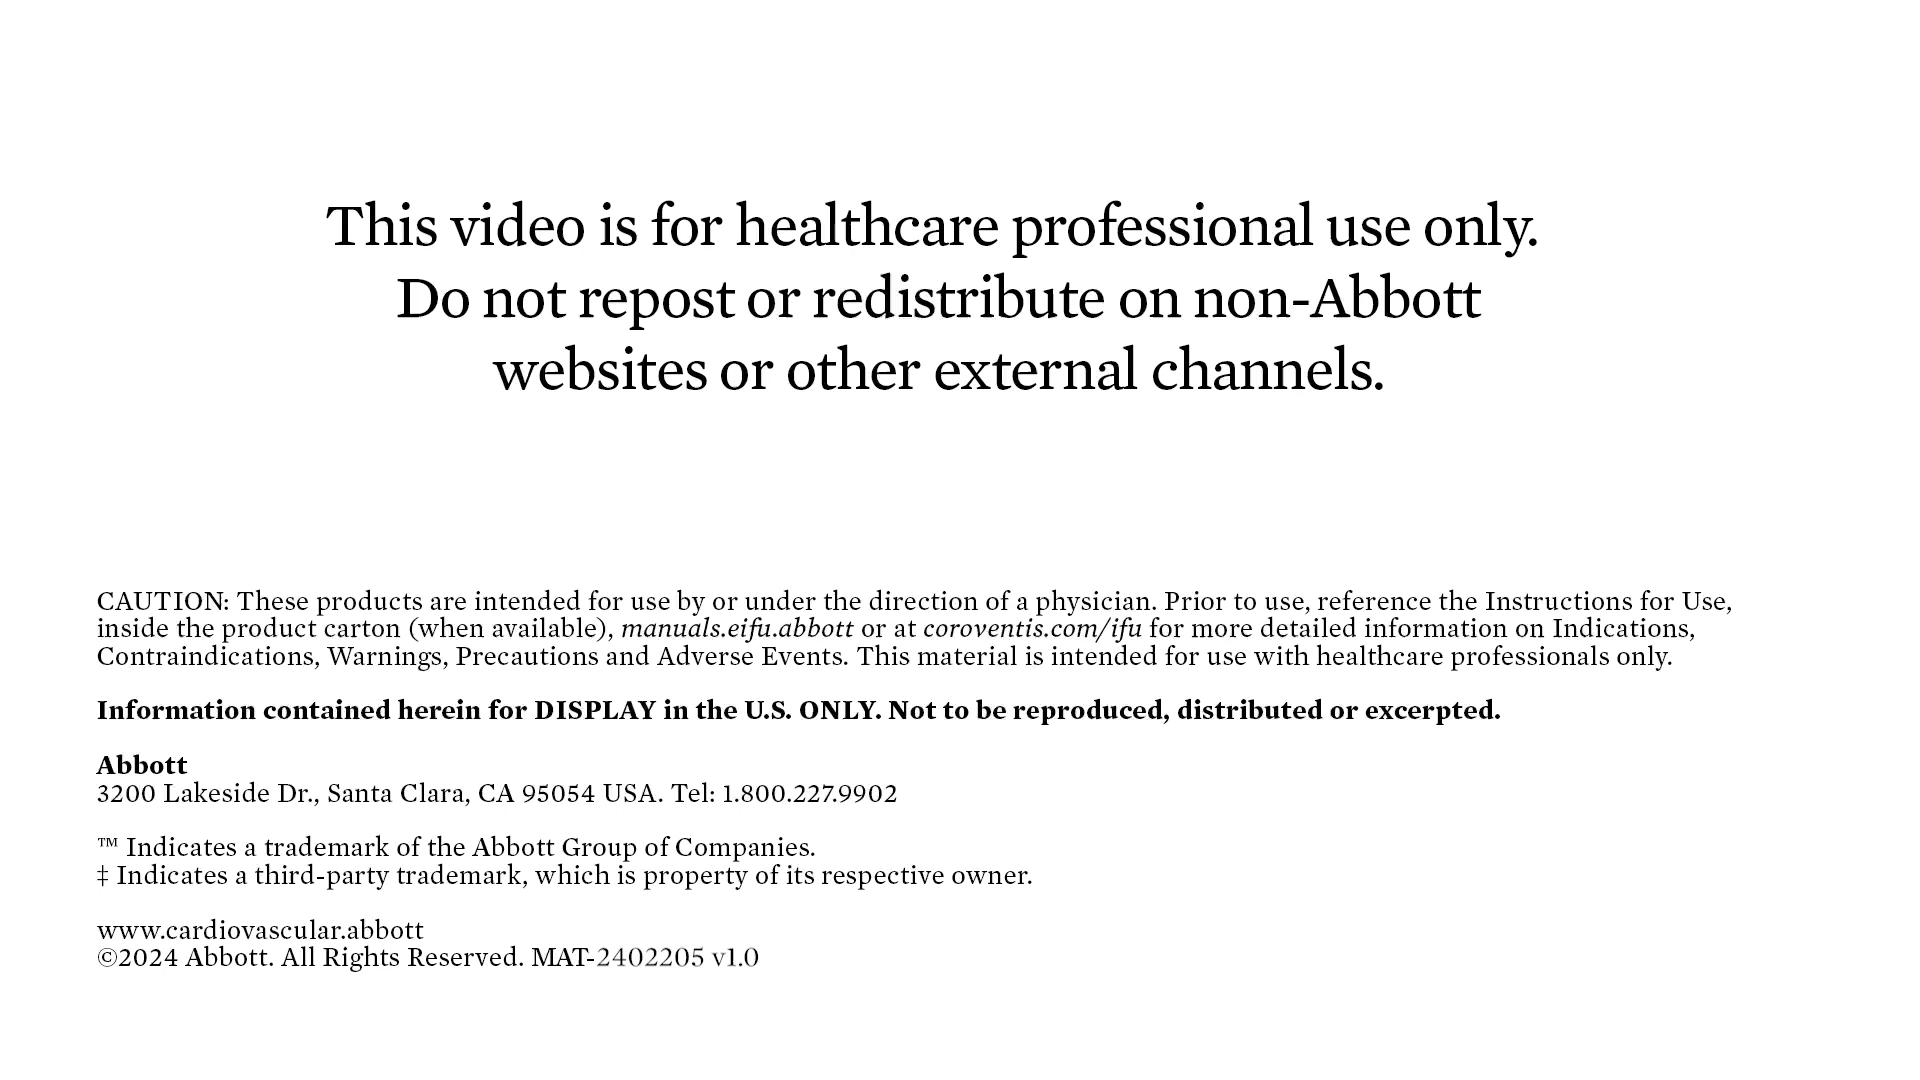 This video is for healthcare professional use only.
Do not repost or redistribute on non-Abbott
websites or other external channels.
CAUTION: These products are intended for use by or under the direction of a physician. Prior to use, reference the Instructions for Use,
inside the product carton (when available), manuals.eifu.abbott or at coroventis.com/ifu for more detailed information on Indications,
Contraindications, Warnings, Precautions and Adverse Events. This material is intended for use with healthcare professionals only.
Information contained herein for DISPLAY in the U.S. ONLY. Not to be reproduced, distributed or excerpted.
Abbott
3200 Lakeside Dr., Santa Clara, CA 95054 USA. Tel: 1.800.227.9902
™ Indicates a trademark of the Abbott Group of Companies.
‡ Indicates a third-party trademark, which is property of its respective owner.
www.cardiovascular.abbott
©2024 Abbott. All Rights Reserved. MAT-2402205 v1.0